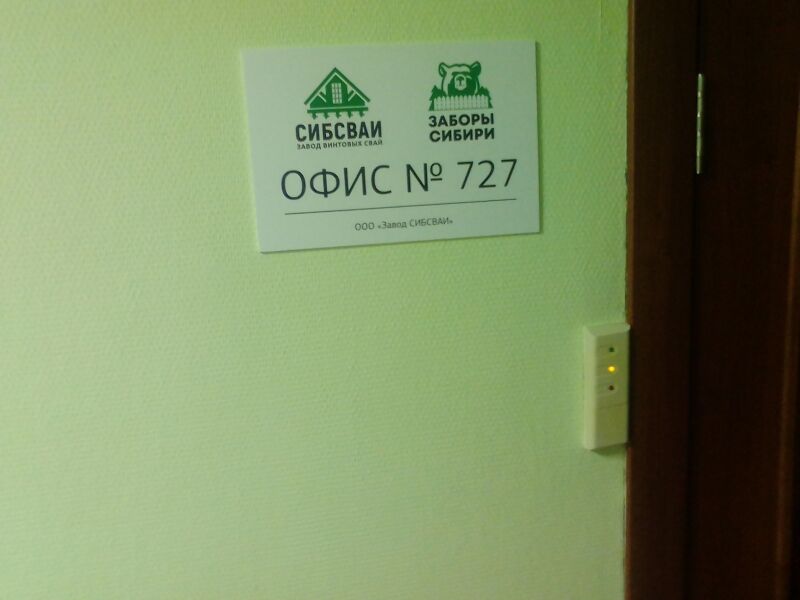 СИБСВАИ
ЗАВОД ВИНТОВЫХ СВАЙ
ЗАБОРЫ
СИБИРИ
ОФИС № 727
ООО «Завод СИБСВАИ»